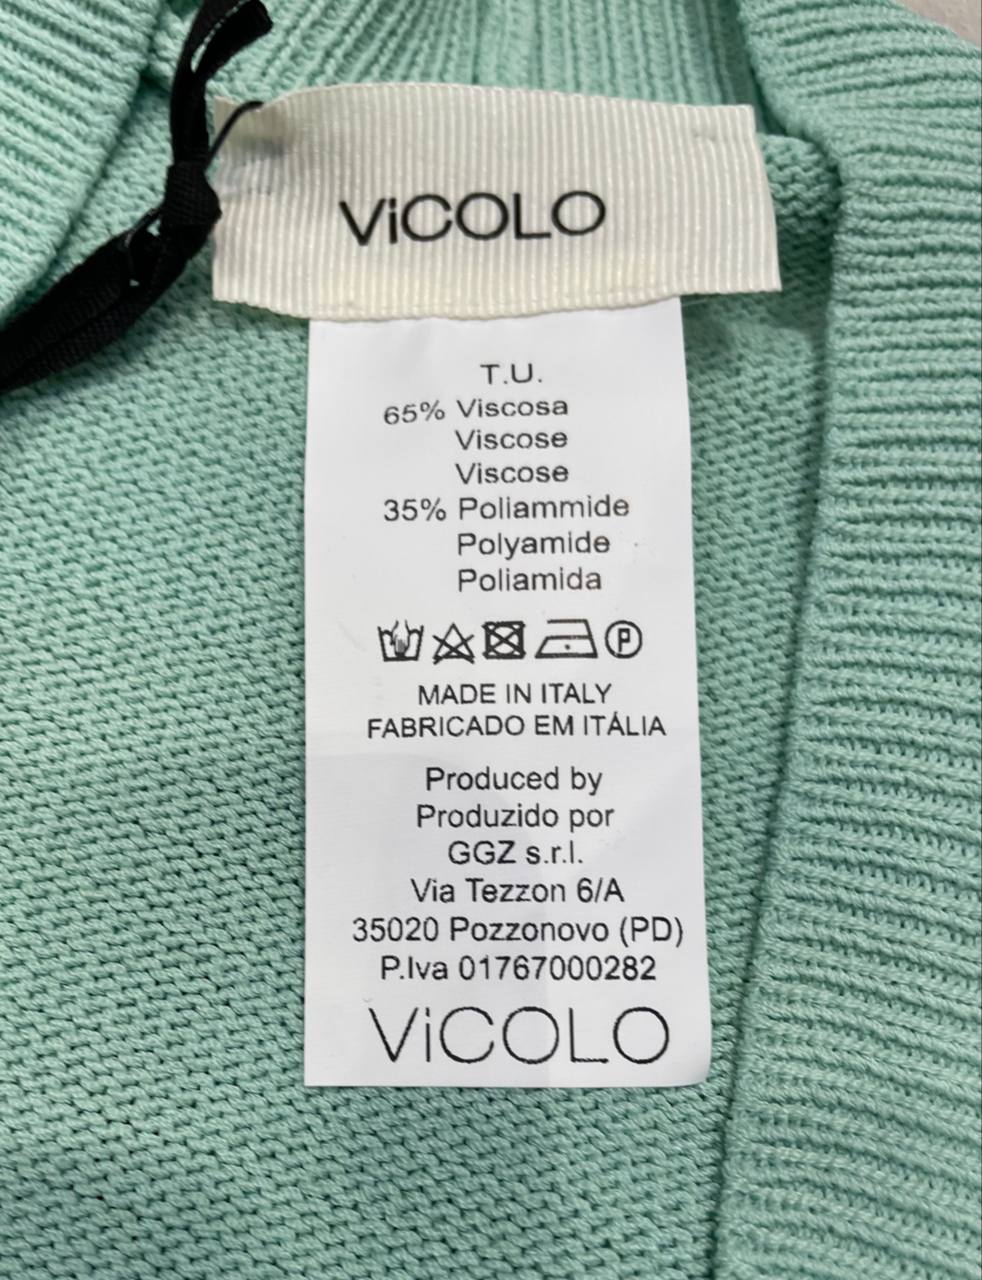 ViCOLO
T.U.
65% Viscosa
Viscose
Viscose
35% Poliammide
Polyamide
Poliamida
P
MADE IN ITALY
FABRICADO EM ITÁLIA
Produced by
Produzido por
GGZ s.r.l.
Via Tezzon 6/A
35020 Pozzonovo (PD)
P.Iva 01767000282
ViCOLO